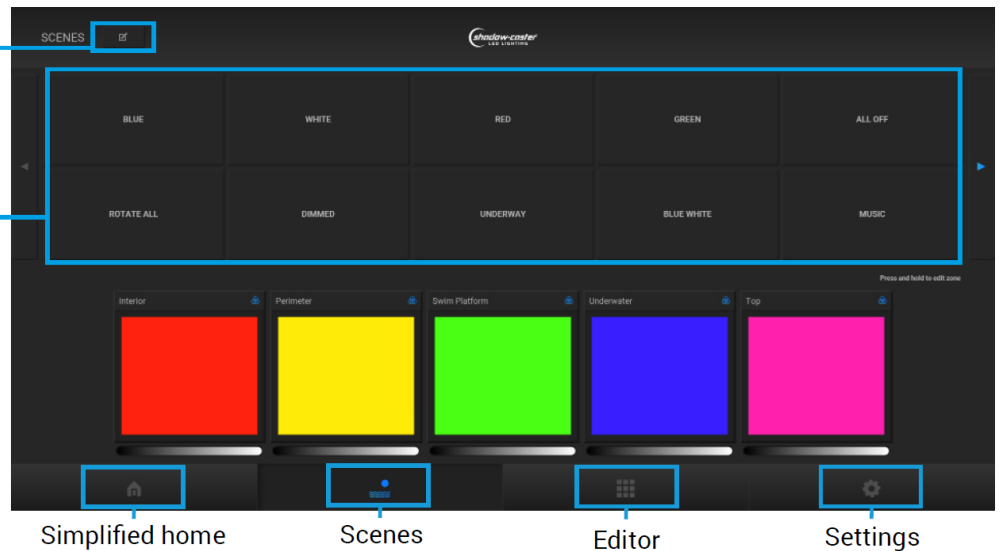 SCENES
shadow-caster
LED LIGHTING
BLUE WHITE RED GREEN ALL OFF
ROTATE ALL DIMMED UNDERWAY BLUE WHITE MUSIC
Press and hold to edit zone
Interior Perimeter Swim Platform Underwater Top
Simplified home Scenes Editor Settings